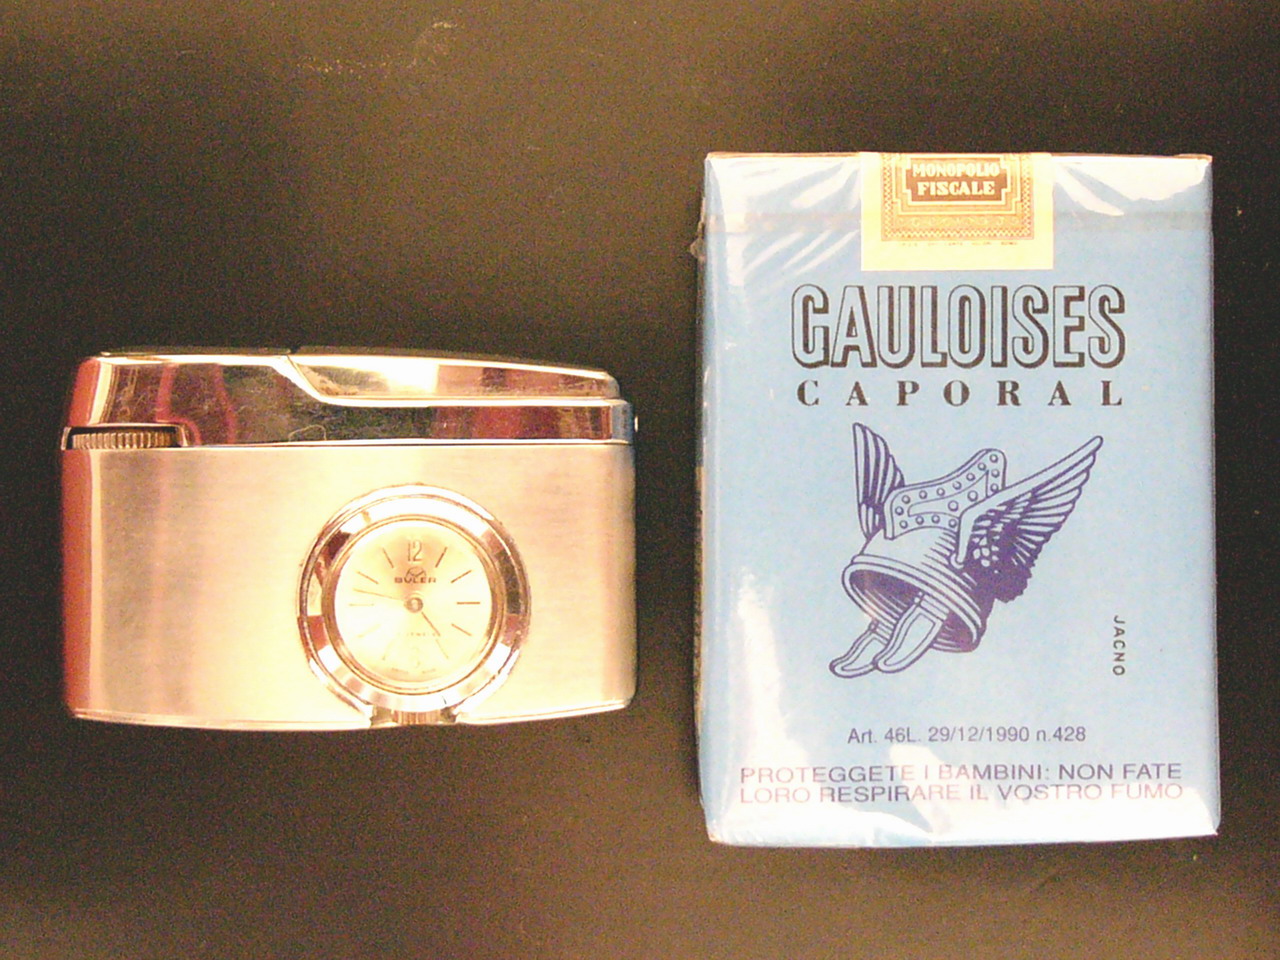 12
BULER
MONOPOLIO
FISCALE
GAULOISES
CAPORAL
JACNO
Art. 46L. 29/12/1990 n.428
PROTEGGETE I BAMBINI: NON FATE
LORO RESPIRARE IL VOSTRO FUMO